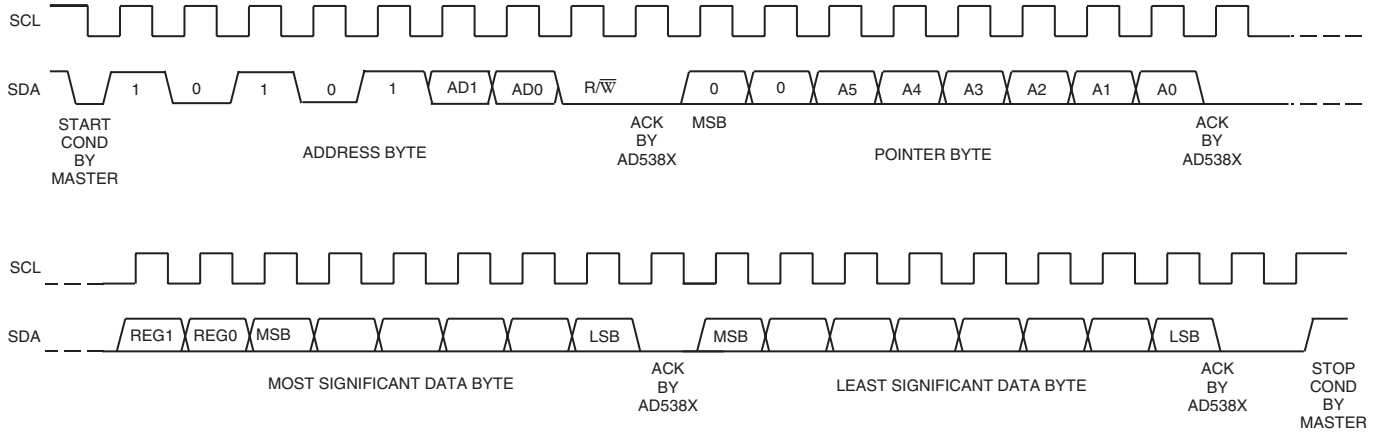 SCL
SDA
1 0 1 0 1 AD1 AD0 R/W̅ 0 0 A5 A4 A3 A2 A1 A0
START
COND
BY
MASTER
ADDRESS BYTE
ACK
BY
AD538X
MSB
POINTER BYTE
ACK
BY
AD538X
SCL
SDA
REG1 REG0 MSB LSB MSB LSB
MOST SIGNIFICANT DATA BYTE
ACK
BY
AD538X
LEAST SIGNIFICANT DATA BYTE
ACK
BY
AD538X
STOP
COND
BY
MASTER